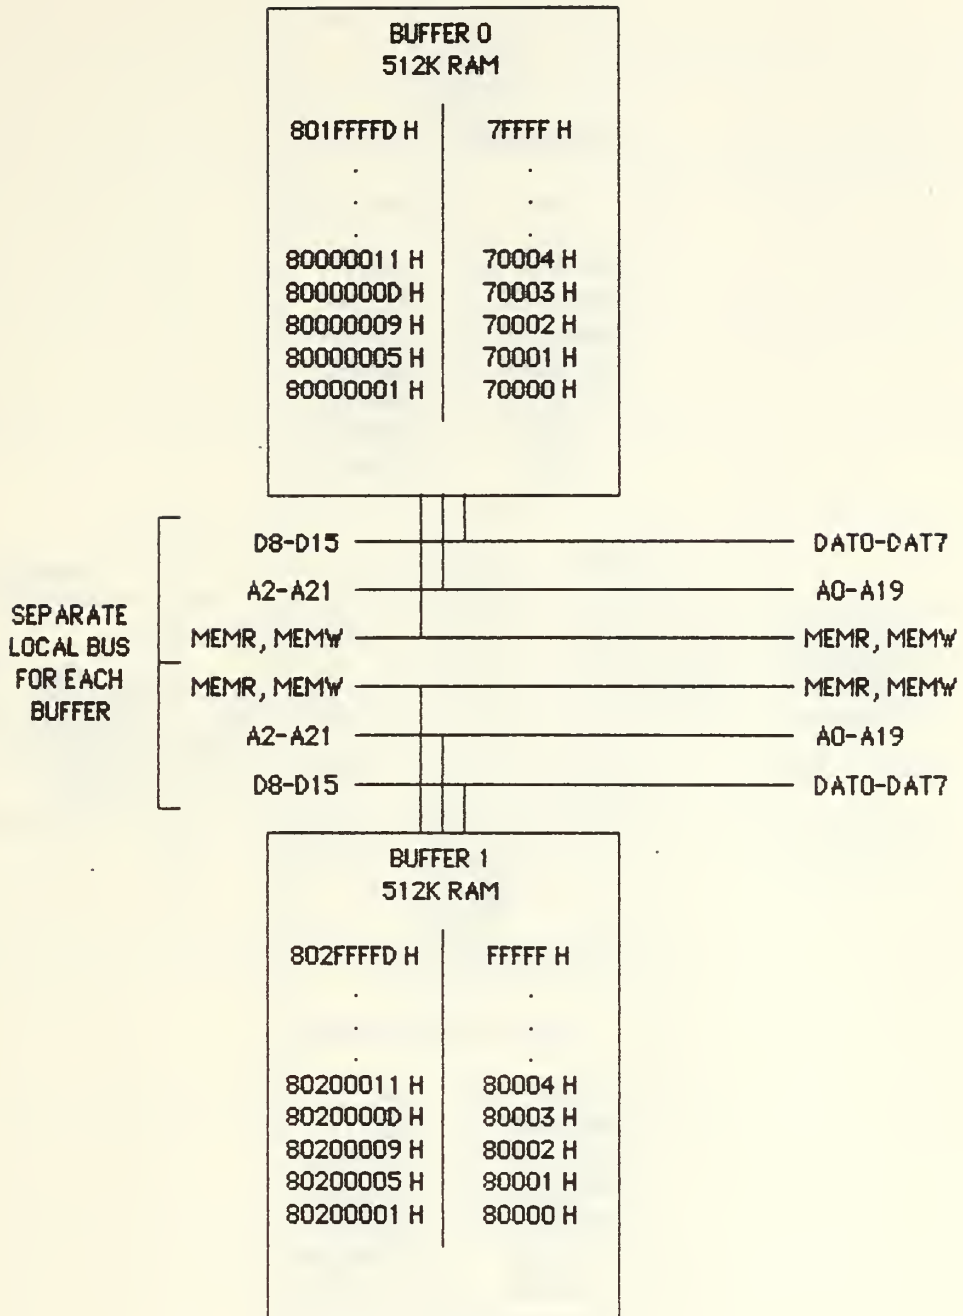 BUFFER 0
512K RAM
801FFFFD H 7FFFF H
. .
. .
. .
80000011 H 70004 H
8000000D H 70003 H
80000009 H 70002 H
80000005 H 70001 H
80000001 H 70000 H
SEPARATE
LOCAL BUS
FOR EACH
BUFFER
D8-D15 DAT0-DAT7
A2-A21 A0-A19
MEMR, MEMW MEMR, MEMW
MEMR, MEMW MEMR, MEMW
A2-A21 A0-A19
D8-D15 DAT0-DAT7
BUFFER 1
512K RAM
802FFFFD H FFFFF H
. .
. .
. .
80200011 H 80004 H
8020000D H 80003 H
80200009 H 80002 H
80200005 H 80001 H
80200001 H 80000 H